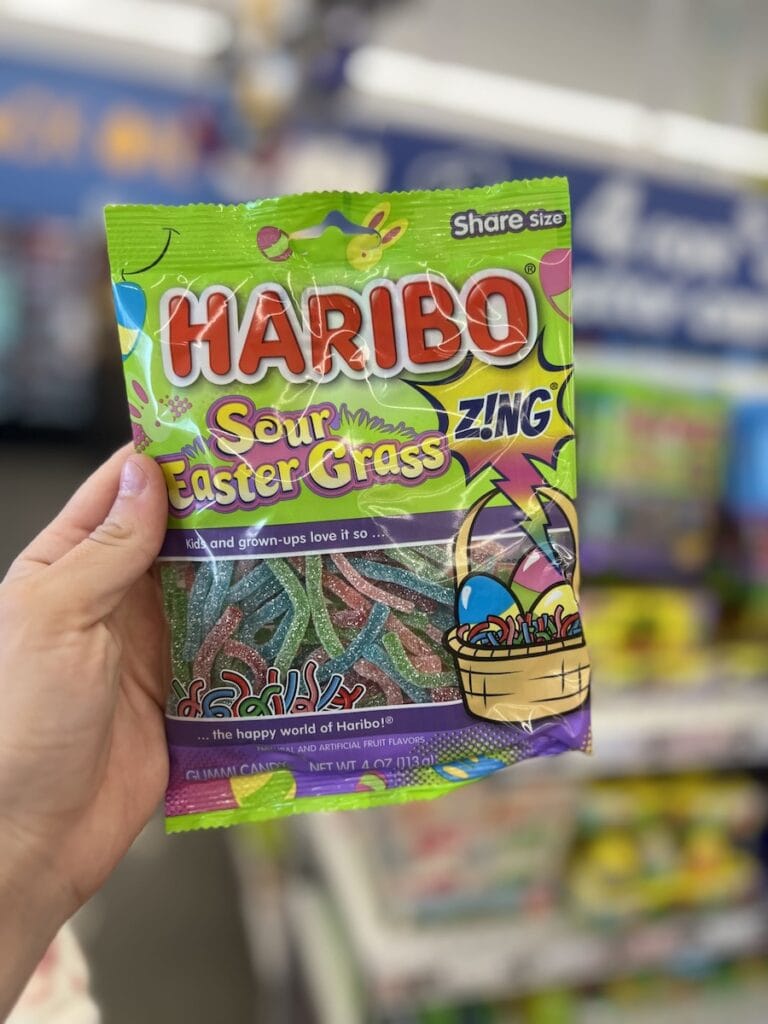 Share Size
HARIBO®
Sour
Z!NG®
Easter Grass
Kids and grown-ups love it so ...
... the happy world of Haribo!®
NATURAL AND ARTIFICIAL FRUIT FLAVORS
GUMMI CANDY NET WT. 4 OZ (113g)
4